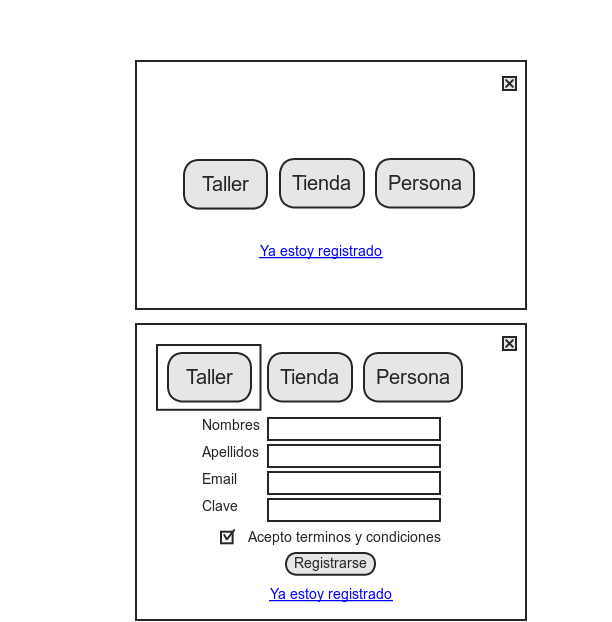 Taller Tienda Persona
Ya estoy registrado
Taller Tienda Persona
Nombres
Apellidos
Email
Clave
Acepto terminos y condiciones
Registrarse
Ya estoy registrado